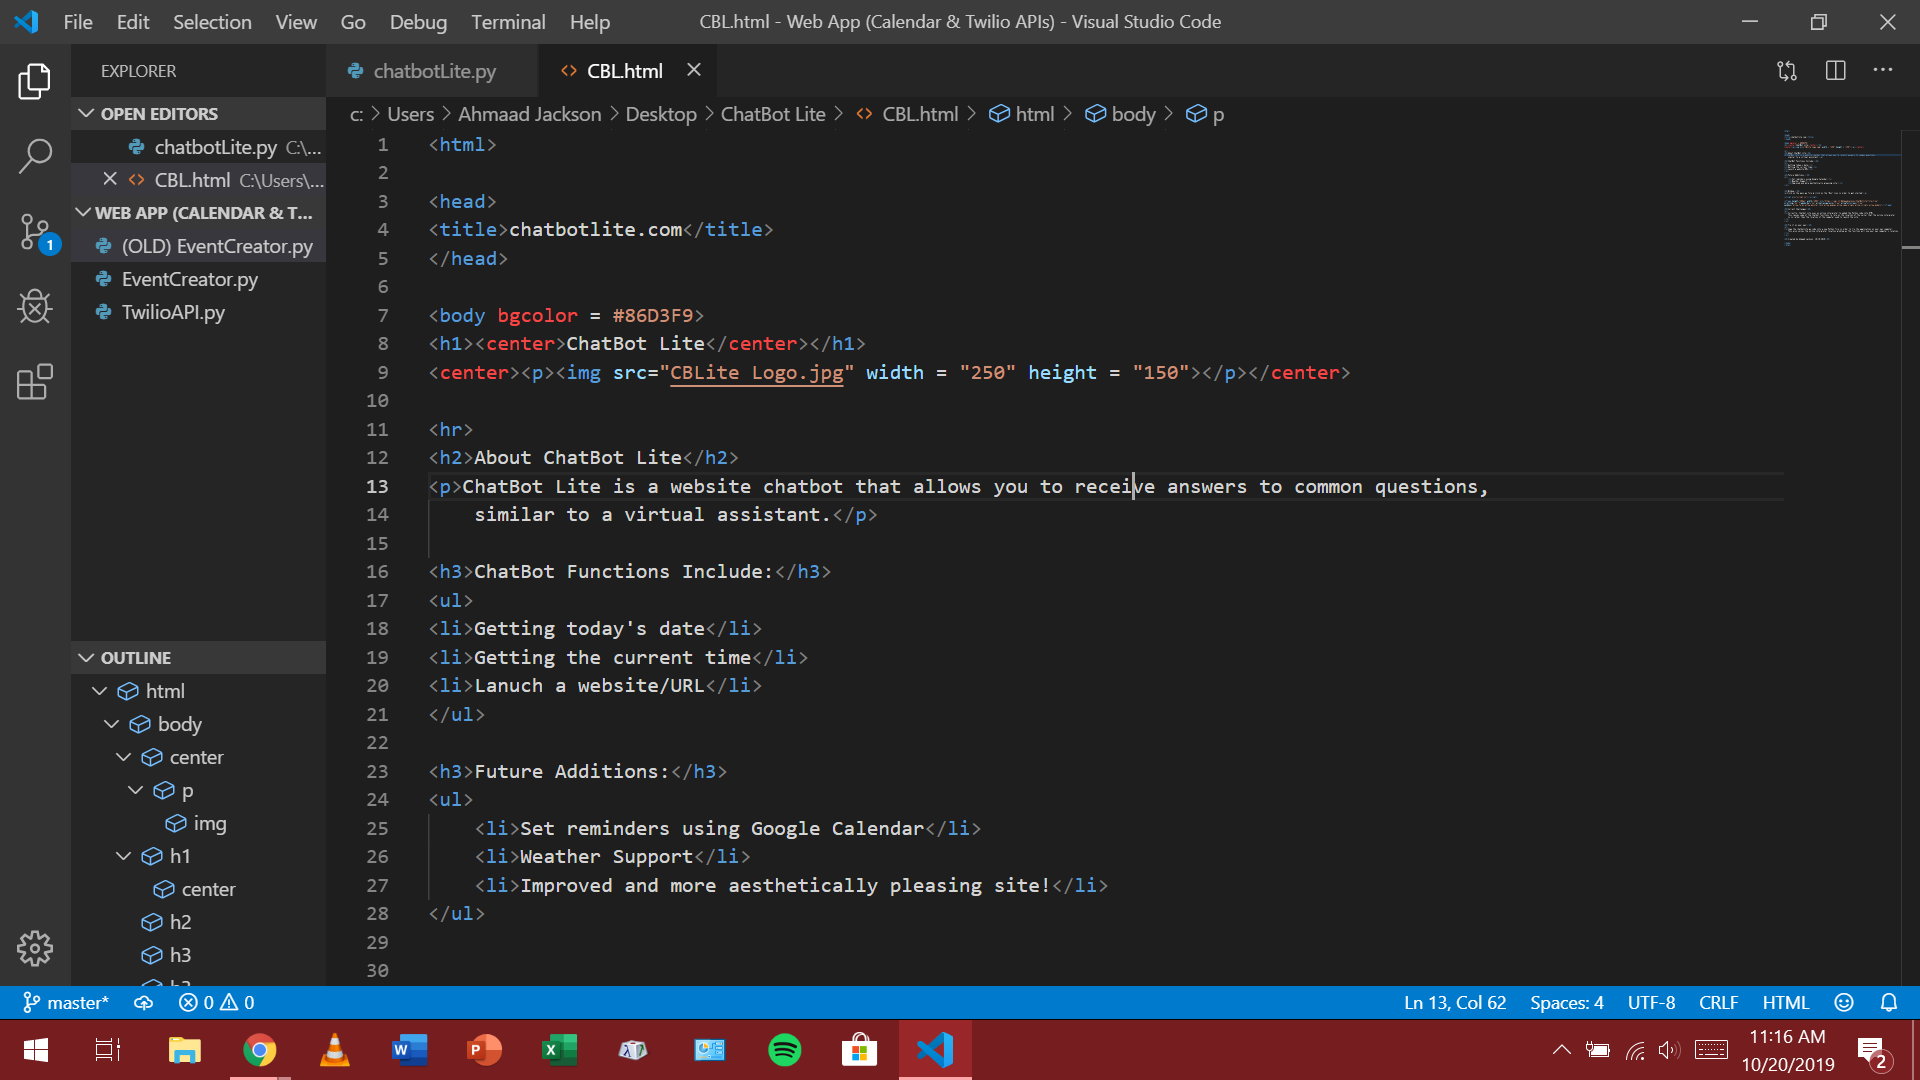 File Edit Selection View Go Debug Terminal Help
CBL.html - Web App (Calendar & Twilio APIs) - Visual Studio Code
EXPLORER
OPEN EDITORS
chatbotLite.py C:\...
CBL.html C:\Users\...
WEB APP (CALENDAR & T...
(OLD) EventCreator.py
EventCreator.py
TwilioAPI.py
1
OUTLINE
html
body
center
p
img
h1
center
h2
h3
chatbotLite.py
CBL.html
c: > Users > Ahmaad Jackson > Desktop > ChatBot Lite > CBL.html > html > body > p
1 <html>
2
3 <head>
4 <title>chatbotlite.com</title>
5 </head>
6
7 <body bgcolor = #86D3F9>
8 <h1><center>ChatBot Lite</center></h1>
9 <center><p><img src="CBLite Logo.jpg" width = "250" height = "150"></p></center>
10
11 <hr>
12 <h2>About ChatBot Lite</h2>
13 <p>ChatBot Lite is a website chatbot that allows you to receive answers to common questions,
14 similar to a virtual assistant.</p>
15
16 <h3>ChatBot Functions Include:</h3>
17 <ul>
18 <li>Getting today's date</li>
19 <li>Getting the current time</li>
20 <li>Lanuch a website/URL</li>
21 </ul>
22
23 <h3>Future Additions:</h3>
24 <ul>
25 <li>Set reminders using Google Calendar</li>
26 <li>Weather Support</li>
27 <li>Improved and more aesthetically pleasing site!</li>
28 </ul>
29
30
master* 0 0
Ln 13, Col 62 Spaces: 4 UTF-8 CRLF HTML
11:16 AM
10/20/2019
2